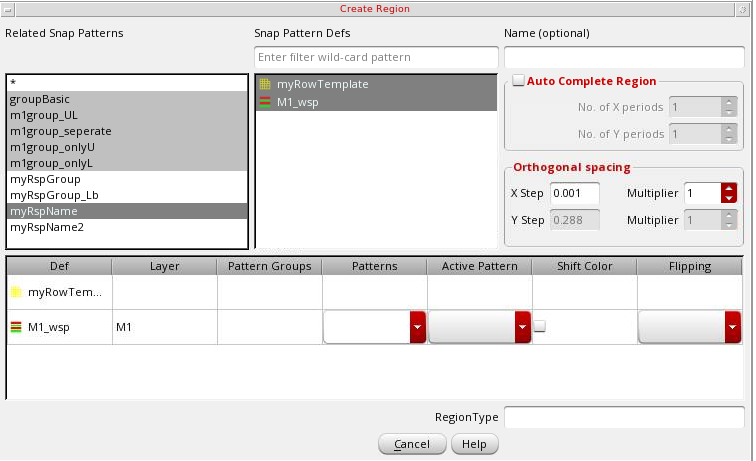 Create Region
Related Snap Patterns
Snap Pattern Defs
Name (optional)
Enter filter wild-card pattern
*
groupBasic
m1group_UL
m1group_seperate
m1group_onlyU
m1group_onlyL
myRspGroup
myRspGroup_Lb
myRspName
myRspName2
myRowTemplate
M1_wsp
Auto Complete Region
No. of X periods 1
No. of Y periods 1
Orthogonal spacing
X Step 0.001 Multiplier 1
Y Step 0.288 Multiplier 1
Def Layer Pattern Groups Patterns Active Pattern Shift Color Flipping
myRowTem...
M1_wsp M1
RegionType
Cancel Help